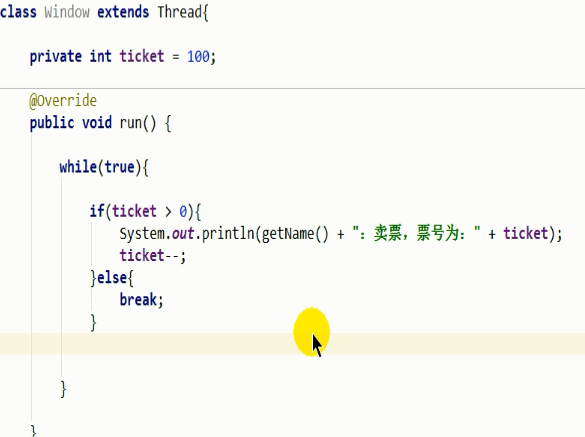 class Window extends Thread{
private int ticket = 100;
@Override
public void run() {
while(true){
if(ticket > 0){
System.out.println(getName() + "：卖票，票号为：" + ticket);
ticket--;
}else{
break;
}
}
}